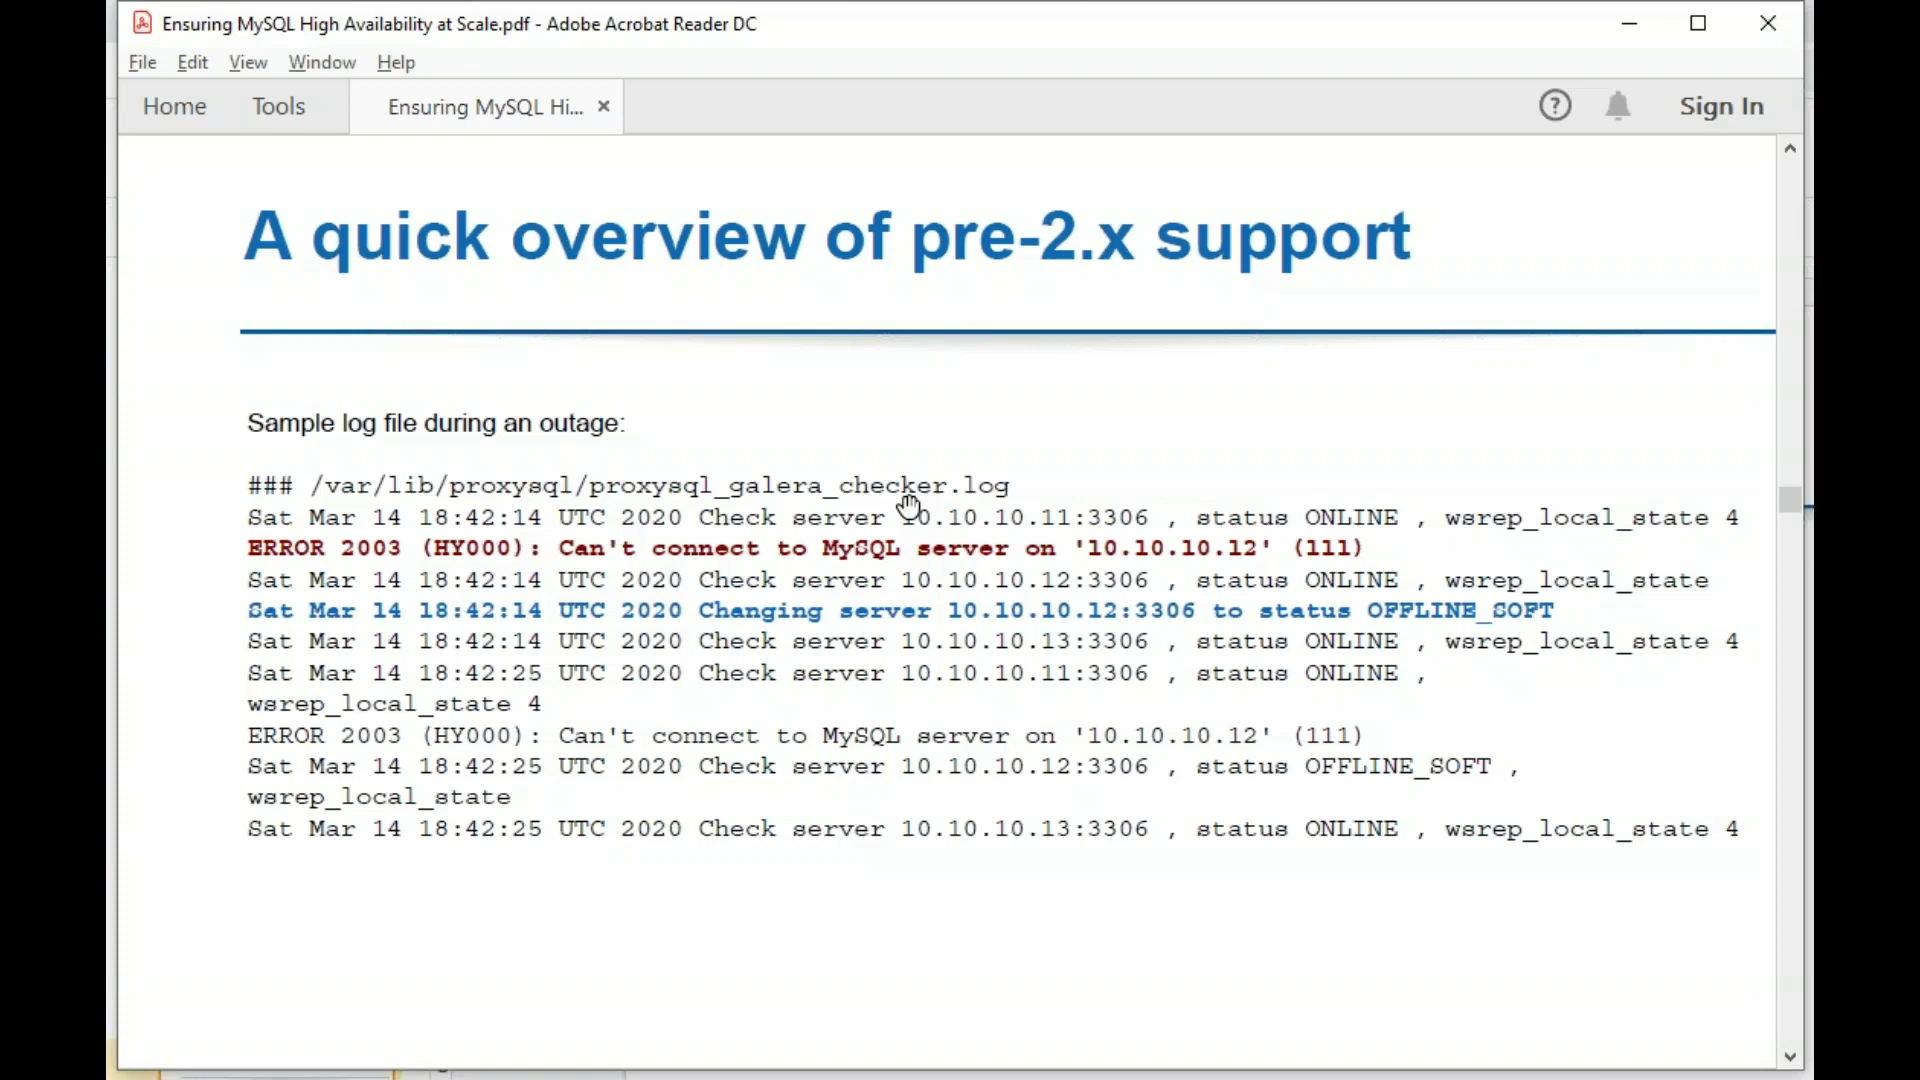 Ensuring MySQL High Availability at Scale.pdf - Adobe Acrobat Reader DC
File Edit View Window Help
Home Tools Ensuring MySQL Hi... Sign In
A quick overview of pre-2.x support
Sample log file during an outage:
### /var/lib/proxysql/proxysql_galera_checker.log
Sat Mar 14 18:42:14 UTC 2020 Check server 10.10.10.11:3306 , status ONLINE , wsrep_local_state 4
ERROR 2003 (HY000): Can't connect to MySQL server on '10.10.10.12' (111)
Sat Mar 14 18:42:14 UTC 2020 Check server 10.10.10.12:3306 , status ONLINE , wsrep_local_state
Sat Mar 14 18:42:14 UTC 2020 Changing server 10.10.10.12:3306 to status OFFLINE_SOFT
Sat Mar 14 18:42:14 UTC 2020 Check server 10.10.10.13:3306 , status ONLINE , wsrep_local_state 4
Sat Mar 14 18:42:25 UTC 2020 Check server 10.10.10.11:3306 , status ONLINE ,
wsrep_local_state 4
ERROR 2003 (HY000): Can't connect to MySQL server on '10.10.10.12' (111)
Sat Mar 14 18:42:25 UTC 2020 Check server 10.10.10.12:3306 , status OFFLINE_SOFT ,
wsrep_local_state
Sat Mar 14 18:42:25 UTC 2020 Check server 10.10.10.13:3306 , status ONLINE , wsrep_local_state 4